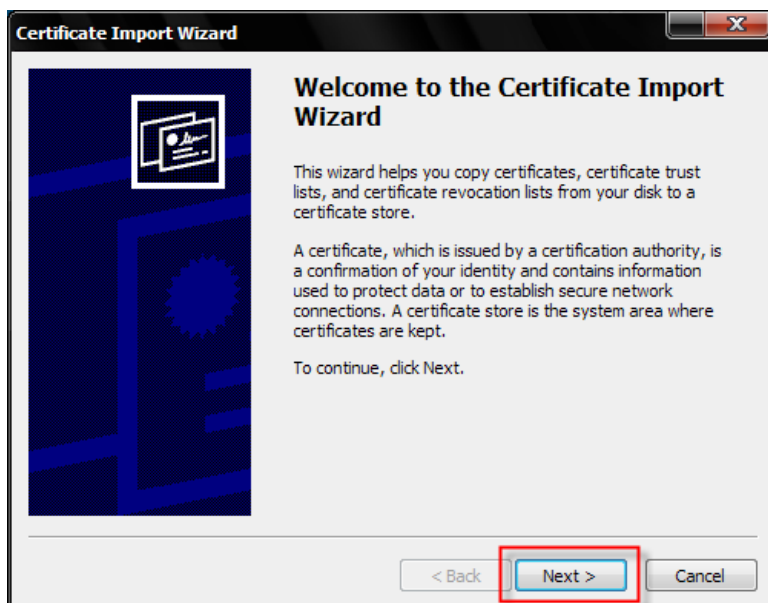 Certificate Import Wizard
X
Welcome to the Certificate Import
Wizard
This wizard helps you copy certificates, certificate trust
lists, and certificate revocation lists from your disk to a
certificate store.
A certificate, which is issued by a certification authority, is
a confirmation of your identity and contains information
used to protect data or to establish secure network
connections. A certificate store is the system area where
certificates are kept.
To continue, click Next.
< Back Next > Cancel